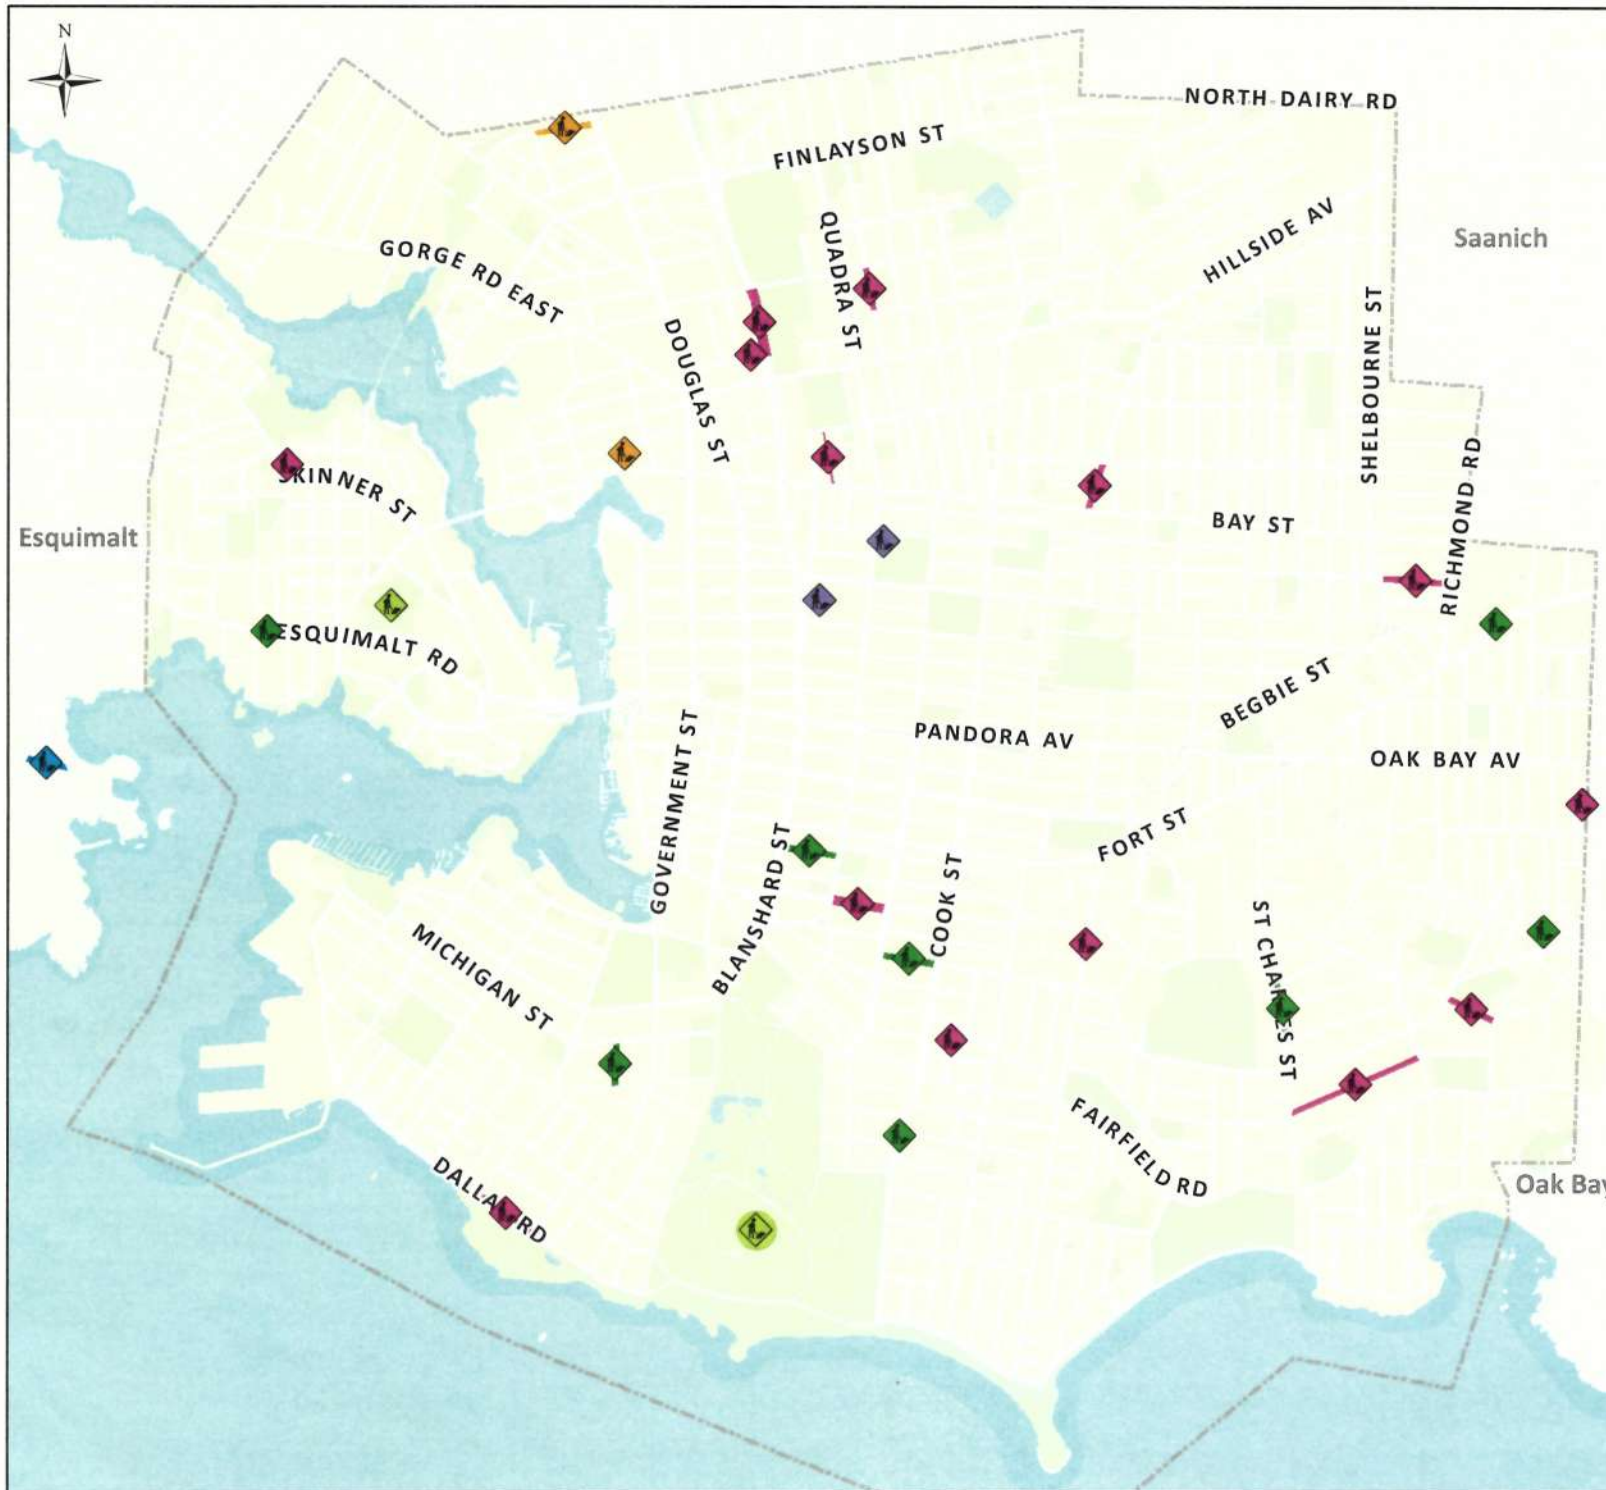 N
NORTH DAIRY RD
FINLAYSON ST
HILLSIDE AV
Saanich
QUADRA ST
GORGE RD EAST
SHELBOURNE ST
DOUGLAS ST
RICHMOND RD
SKINNER ST
BAY ST
Esquimalt
ESQUIMALT RD
BEGBIE ST
PANDORA AV
OAK BAY AV
GOVERNMENT ST
FORT ST
BLANSHARD ST
COOK ST
ST CHARLES ST
MICHIGAN ST
FAIRFIELD RD
DALLAS RD
Oak Bay